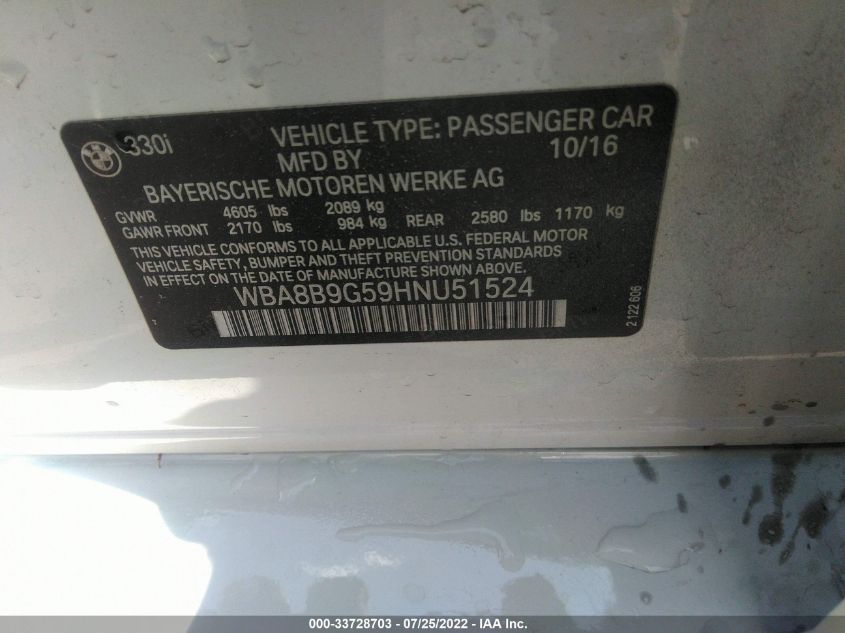 330i VEHICLE TYPE: PASSENGER CAR
MFD BY 10/16
BAYERISCHE MOTOREN WERKE AG
GVWR 4605 lbs 2089 kg
GAWR FRONT 2170 lbs 984 kg REAR 2580 lbs 1170 kg
THIS VEHICLE CONFORMS TO ALL APPLICABLE U.S. FEDERAL MOTOR
VEHICLE SAFETY, BUMPER AND THEFT PREVENTION STANDARDS
IN EFFECT ON THE DATE OF MANUFACTURE SHOWN ABOVE.
WBA8B9G59HNU51524
2 122 606
000-33728703 - 07/25/2022 - IAA Inc.